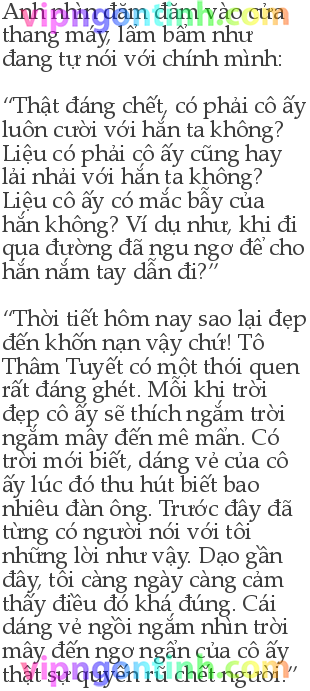 vipngontinh.com
Anh nhìn đăm đăm vào cửa
thang máy, lẩm bẩm như
đang tự nói với chính mình:
“Thật đáng chết, có phải cô ấy
luôn cười với hắn ta không?
Liệu có phải cô ấy cũng hay
lải nhải với hắn ta không?
Liệu cô ấy có mắc bẫy của
hắn không? Ví dụ như, khi đi
qua đường đã ngu ngơ để cho
hắn nắm tay dẫn đi?”
“Thời tiết hôm nay sao lại đẹp
đến khốn nạn vậy chứ! Tô
Thâm Tuyết có một thói quen
rất đáng ghét. Mỗi khi trời
đẹp cô ấy sẽ thích ngắm trời
ngắm mây đến mê mẩn. Có
trời mới biết, dáng vẻ của cô
ấy lúc đó thu hút biết bao
nhiêu đàn ông. Trước đây đã
từng có người nói với tôi
những lời như vậy. Dạo gần
đây, tôi càng ngày càng cảm
thấy điều đó khá đúng. Cái
dáng vẻ ngồi ngắm nhìn trời
mây đến ngơ ngẩn của cô ấy
thật sự quyến rũ chết người.”
vipngontinh.com